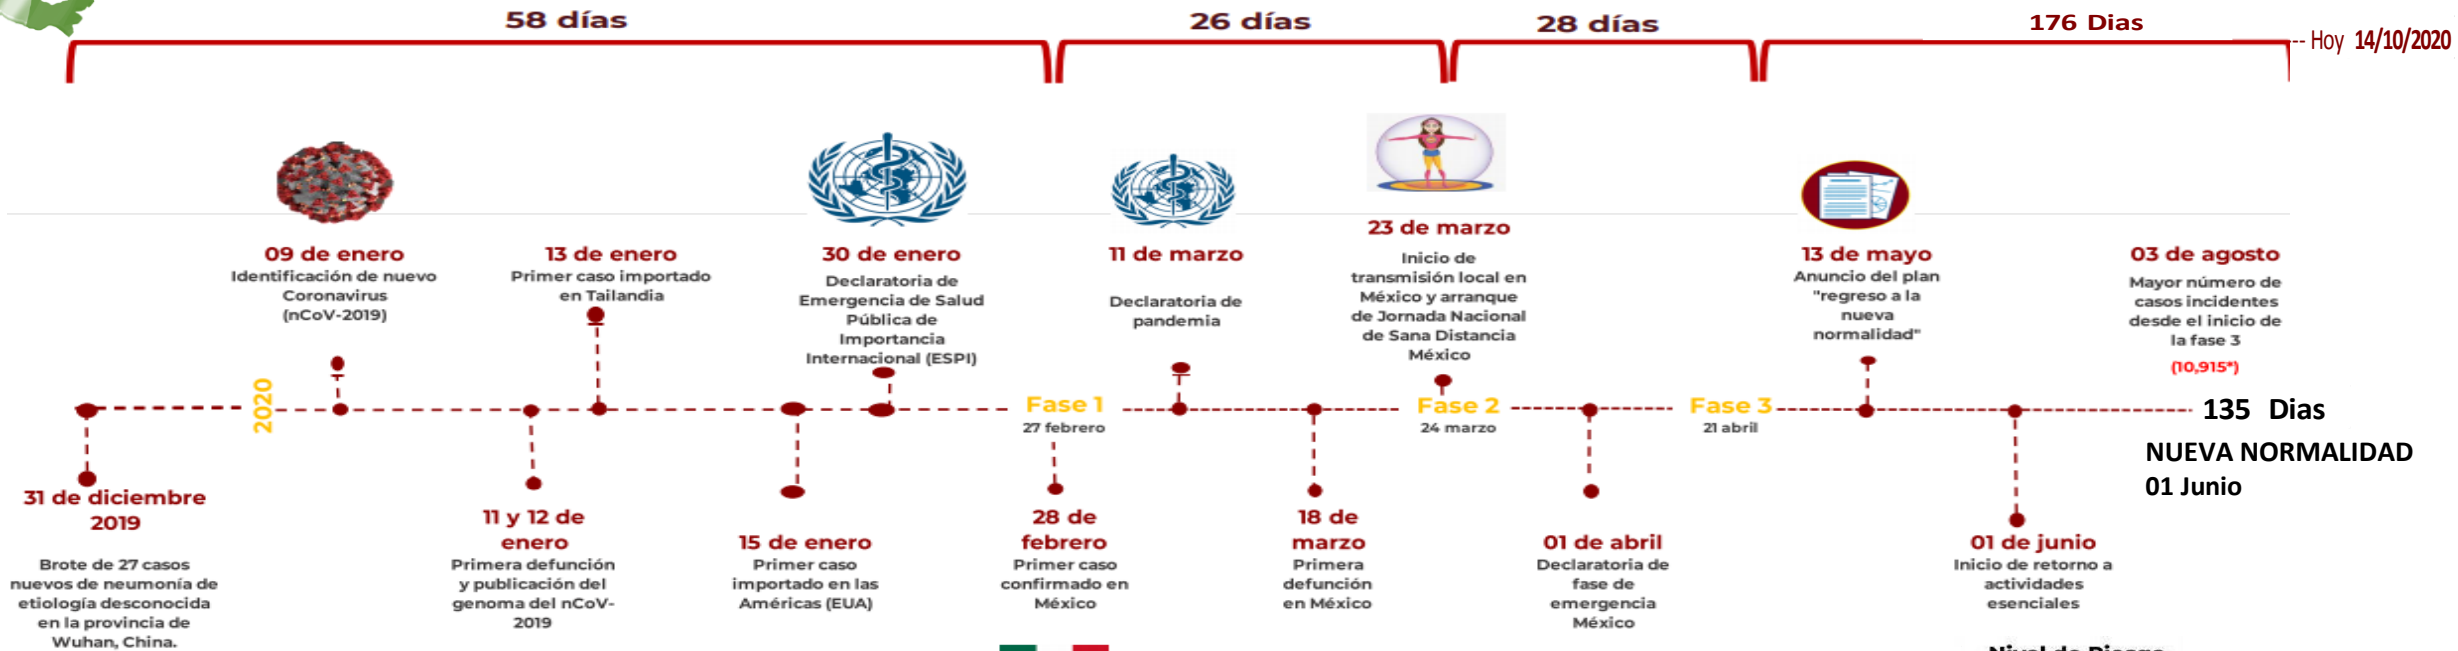 58 días
26 días
28 días
176 Dias
-- Hoy 14/10/2020
09 de enero
Identificación de nuevo
Coronavirus
(nCoV-2019)
13 de enero
Primer caso importado
en Tailandia
30 de enero
Declaratoria de
Emergencia de Salud
Pública de
Importancia
Internacional (ESPI)
11 de marzo
Declaratoria de
pandemia
23 de marzo
Inicio de
transmisión local en
México y arranque
de Jornada Nacional
de Sana Distancia
México
13 de mayo
Anuncio del plan
"regreso a la
nueva
normalidad"
03 de agosto
Mayor número de
casos incidentes
desde el inicio de
la fase 3
(10,915*)
2020
Fase 1
27 febrero
Fase 2
24 marzo
Fase 3
21 abril
135 Dias
NUEVA NORMALIDAD
01 Junio
31 de diciembre
2019
Brote de 27 casos
nuevos de neumonía de
etiología desconocida
en la provincia de
Wuhan, China.
11 y 12 de
enero
Primera defunción
y publicación del
genoma del nCoV-
2019
15 de enero
Primer caso
importado en las
Américas (EUA)
28 de
febrero
Primer caso
confirmado en
México
18 de
marzo
Primera
defunción
en México
01 de abril
Declaratoria de
fase de
emergencia
México
01 de junio
Inicio de retorno a
actividades
esenciales
Nivel de Riesgo